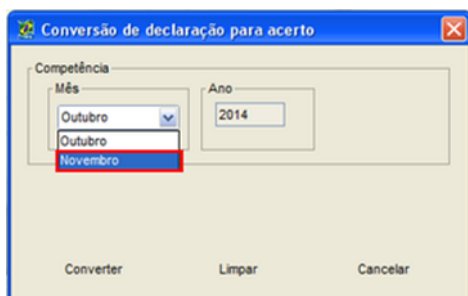 Conversão de declaração para acerto
Competência
Mês
Ano
Outubro
2014
Outubro
Novembro
Converter
Limpar
Cancelar